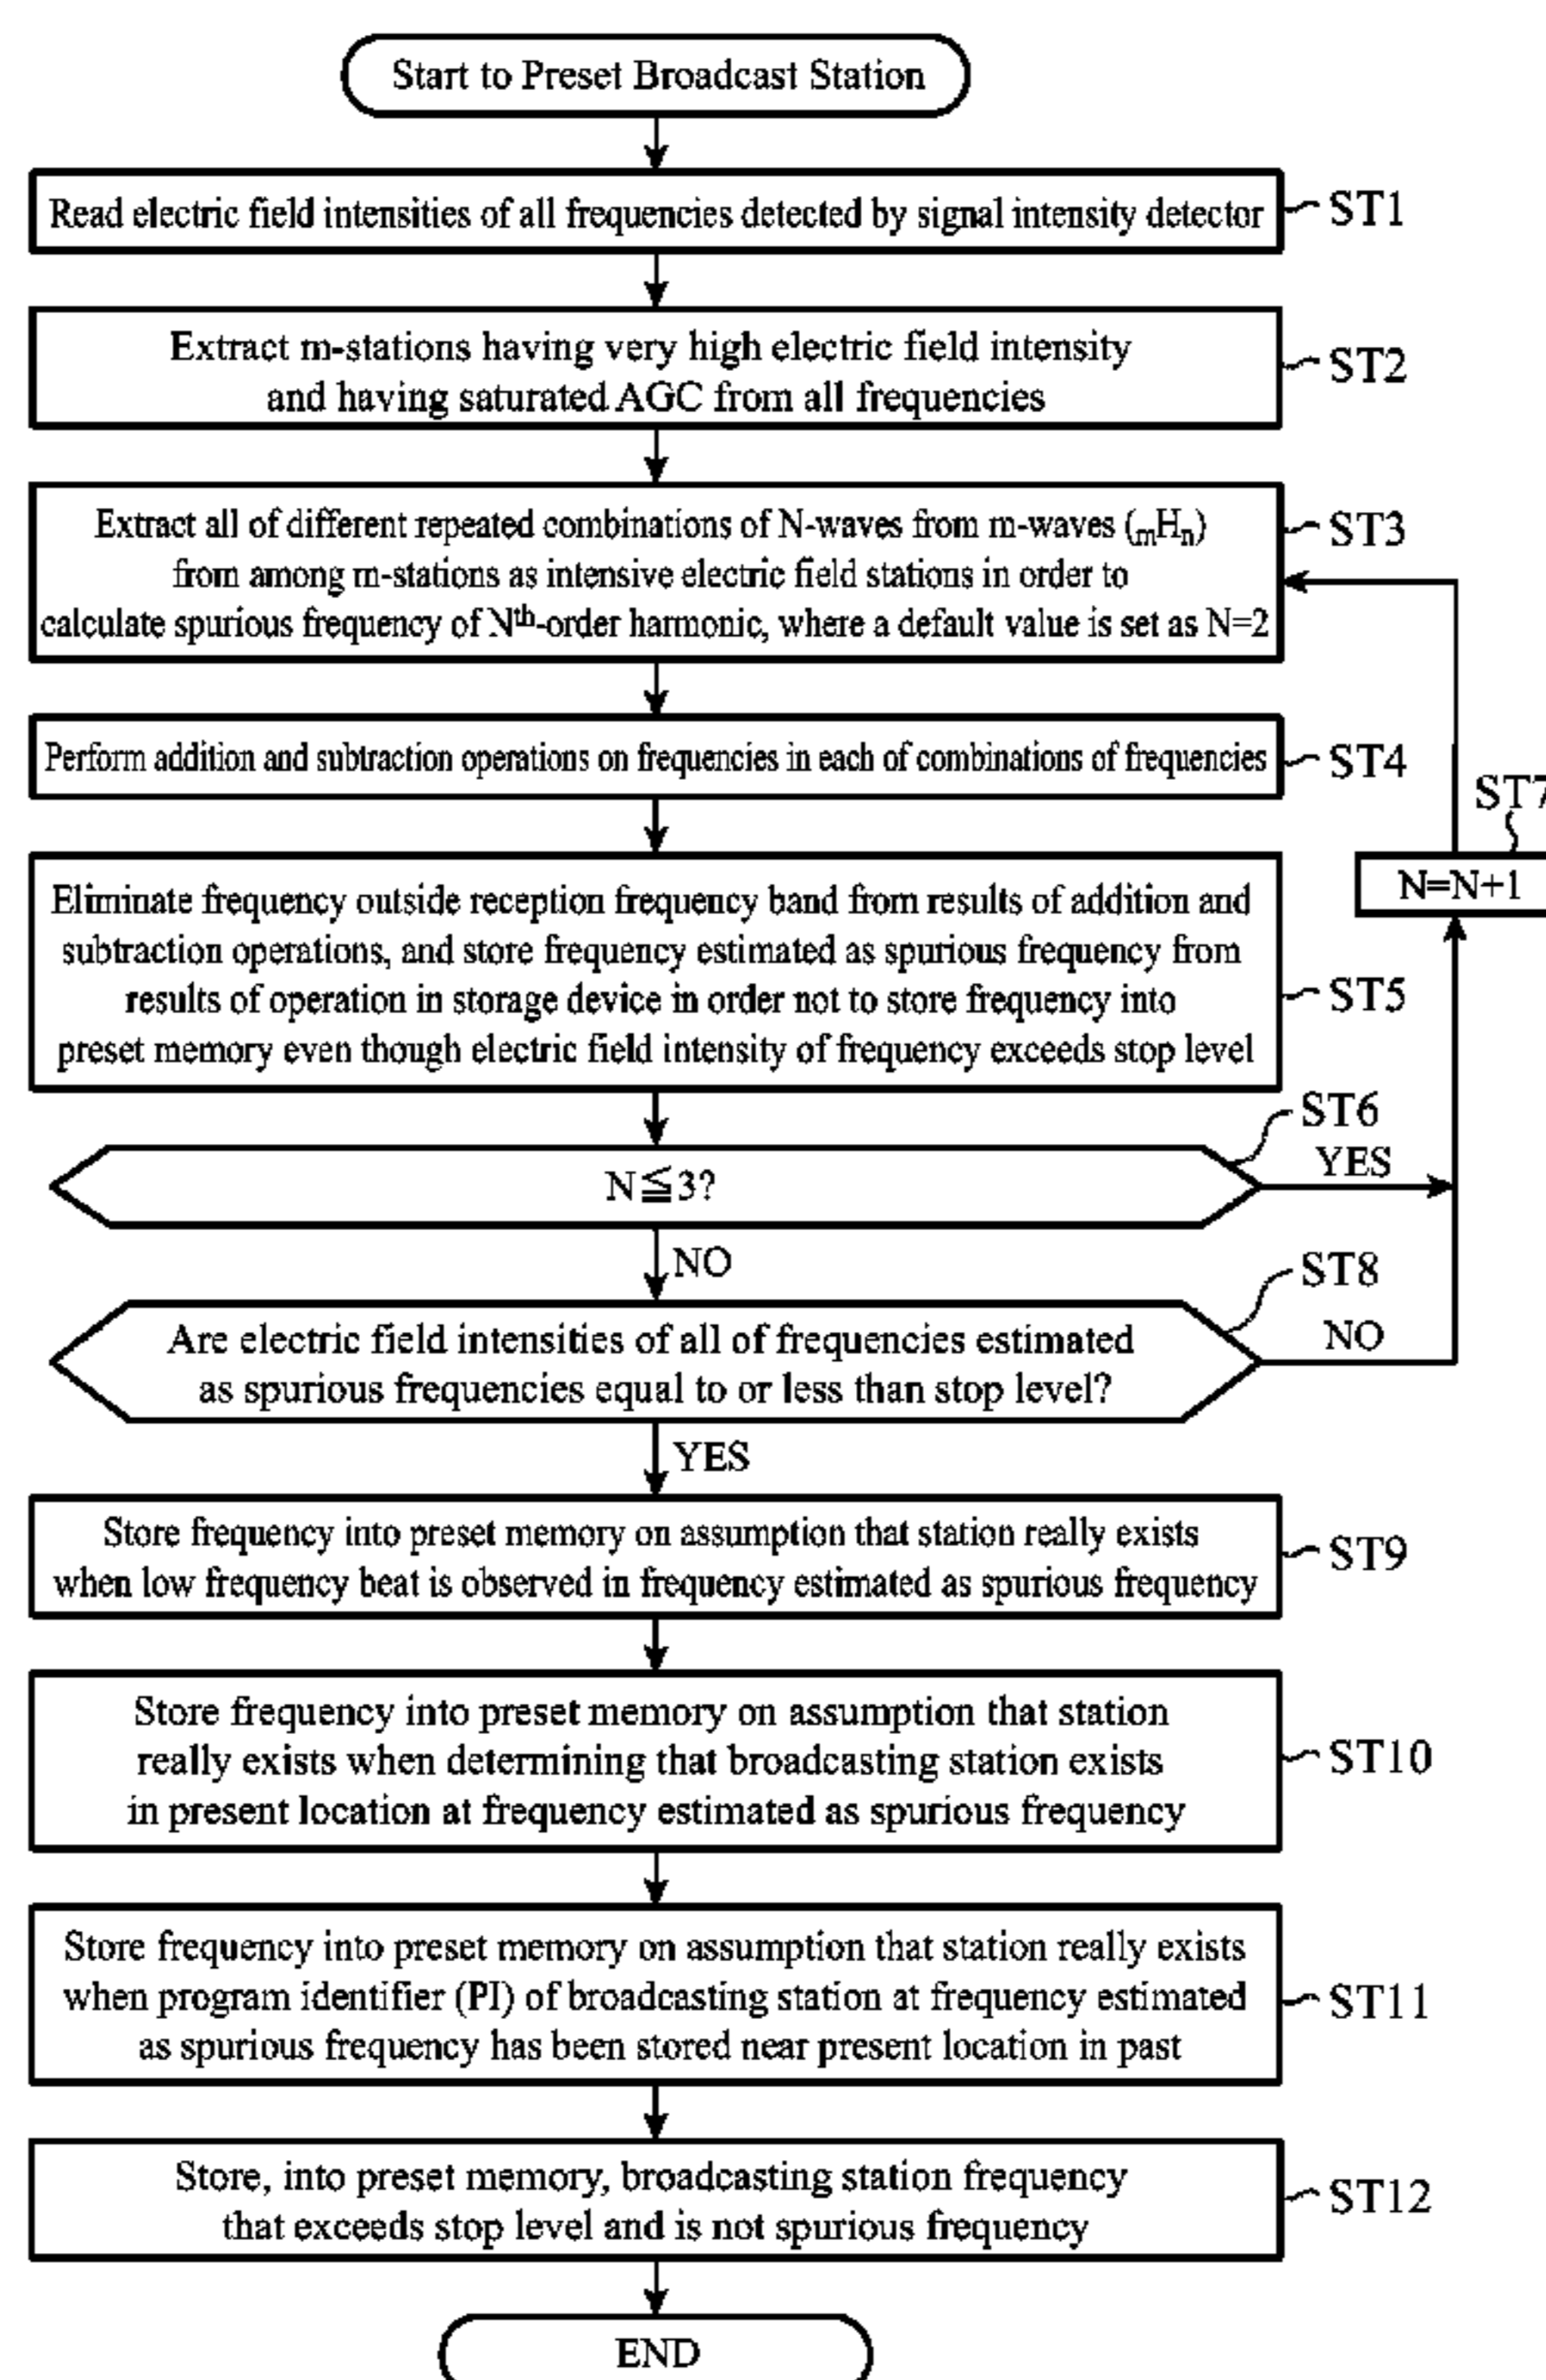 Start to Preset Broadcast Station
Read electric field intensities of all frequencies detected by signal intensity detector
ST1
Extract m-stations having very high electric field intensity
and having saturated AGC from all frequencies
ST2
Extract all of different repeated combinations of N-waves from m-waves (mHn)
from among m-stations as intensive electric field stations in order to
calculate spurious frequency of Nth-order harmonic, where a default value is set as N=2
ST3
Perform addition and subtraction operations on frequencies in each of combinations of frequencies
ST4
ST7
N=N+1
Eliminate frequency outside reception frequency band from results of addition and
subtraction operations, and store frequency estimated as spurious frequency from
results of operation in storage device in order not to store frequency into
preset memory even though electric field intensity of frequency exceeds stop level
ST5
ST6
N≦3?
YES
NO
ST8
Are electric field intensities of all of frequencies estimated
as spurious frequencies equal to or less than stop level?
NO
YES
Store frequency into preset memory on assumption that station really exists
when low frequency beat is observed in frequency estimated as spurious frequency
ST9
Store frequency into preset memory on assumption that station
really exists when determining that broadcasting station exists
in present location at frequency estimated as spurious frequency
ST10
Store frequency into preset memory on assumption that station really exists
when program identifier (PI) of broadcasting station at frequency estimated
as spurious frequency has been stored near present location in past
ST11
Store, into preset memory, broadcasting station frequency
that exceeds stop level and is not spurious frequency
ST12
END